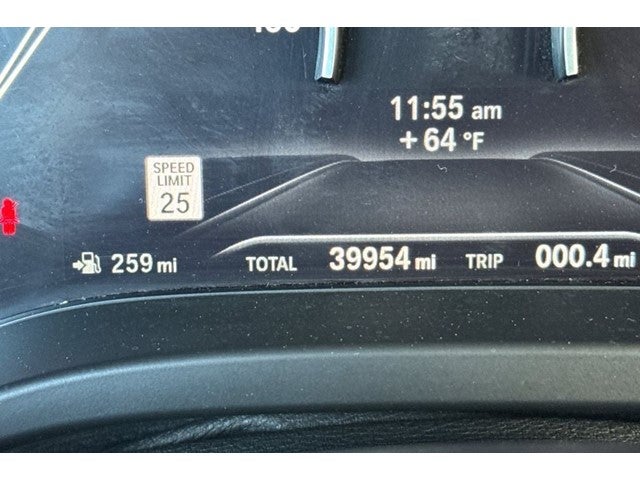 11:55 am
+64 °F
SPEED
LIMIT
25
259 mi TOTAL 39954 mi TRIP 000.4 mi